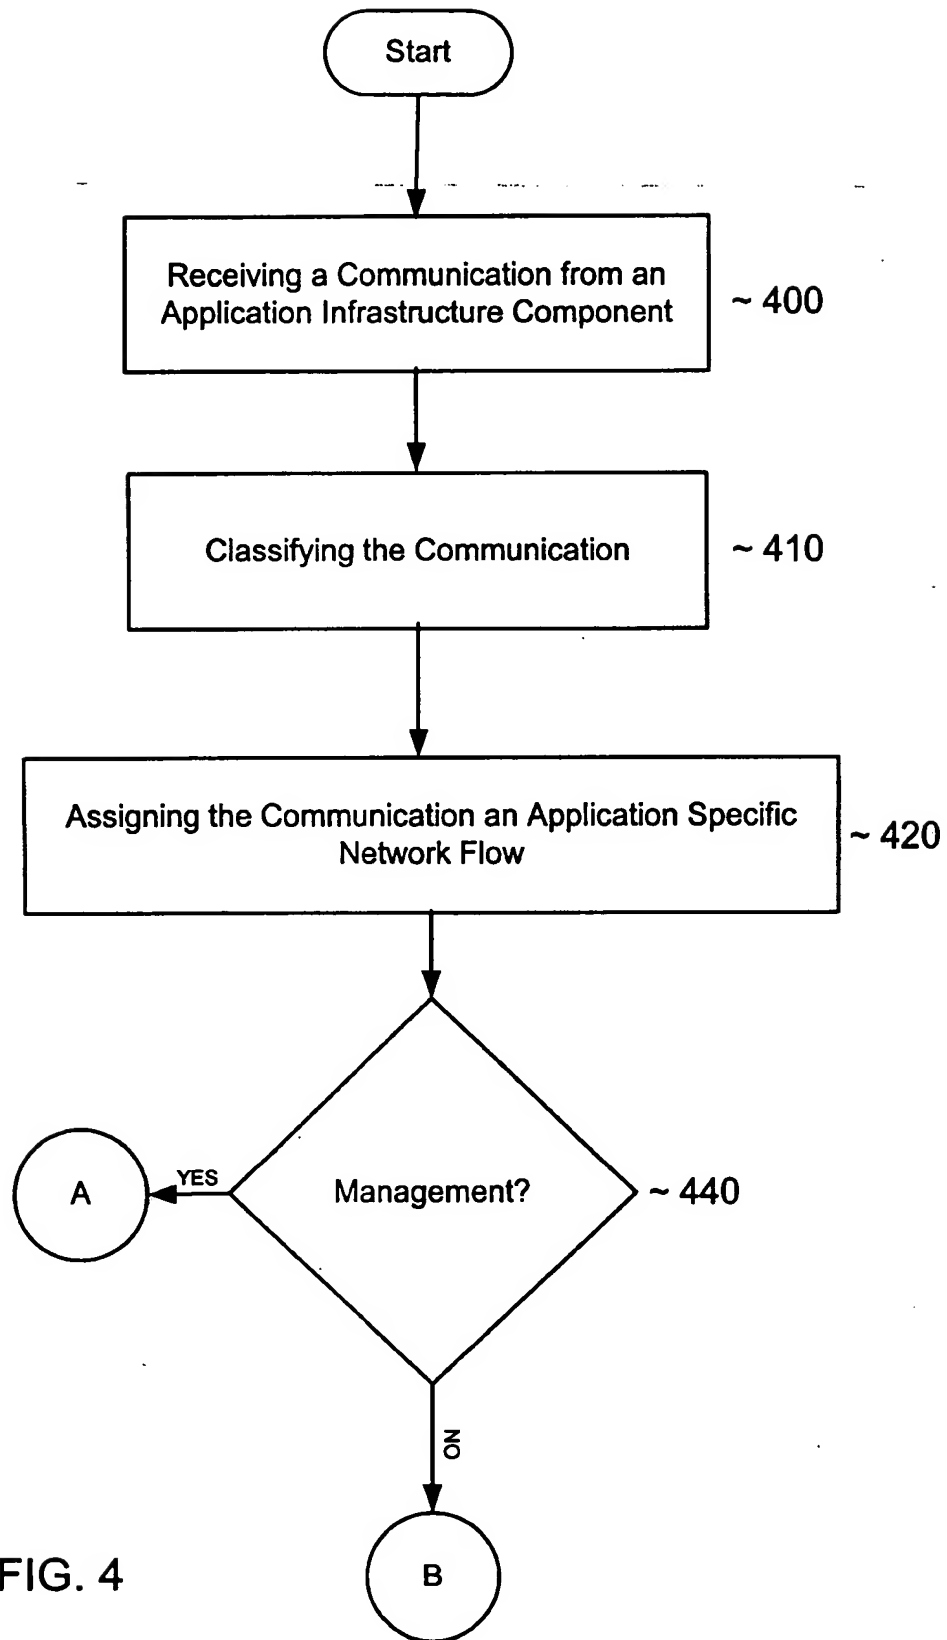 Start
Receiving a Communication from an
Application Infrastructure Component
~ 400
Classifying the Communication
~ 410
Assigning the Communication an Application Specific
Network Flow
~ 420
Management?
~ 440
YES
A
NO
B
FIG. 4